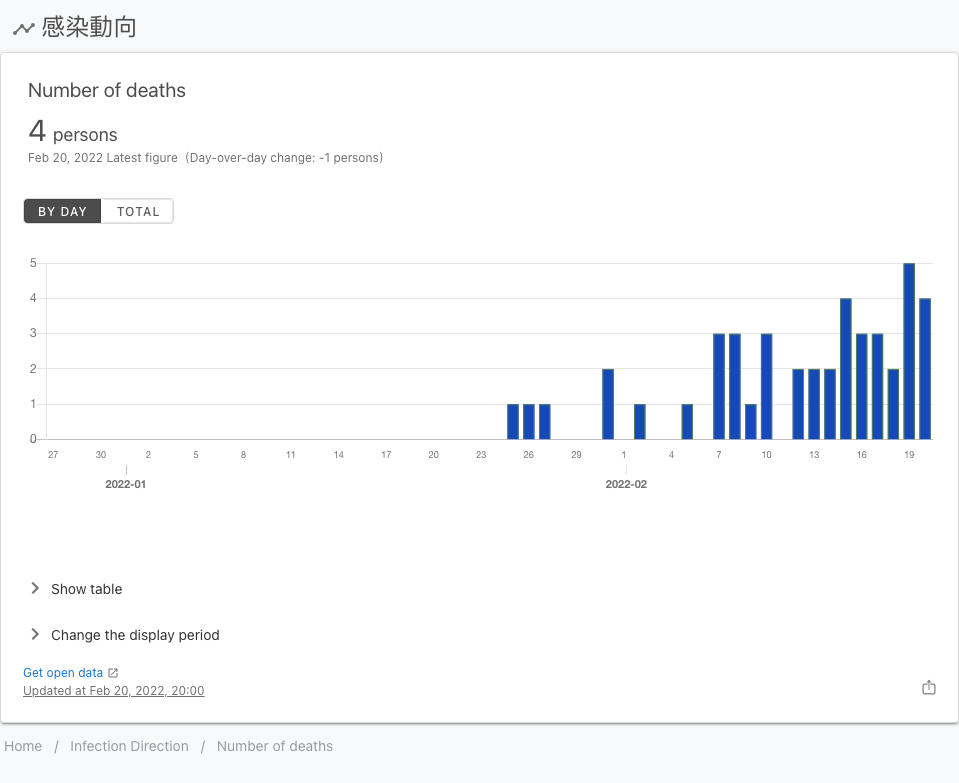 感染動向
Number of deaths
4 persons
Feb 20, 2022 Latest figure (Day-over-day change: -1 persons)
BY DAY TOTAL
5
4
3
2
1
0
27 30 2 5 8 11 14 17 20 23 26 29 1 4 7 10 13 16 19
2022-01 2022-02
Show table
Change the display period
Get open data
Updated at Feb 20, 2022, 20:00
Home / Infection Direction / Number of deaths